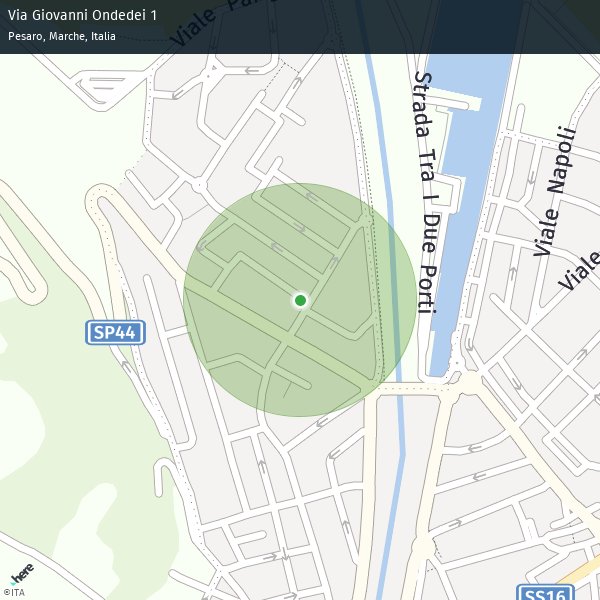 Via Giovanni Ondedei 1
Pesaro, Marche, Italia
Strada Tra I Due Porti
Viale Napoli
Viale
SP44
SS16
here
©ITA